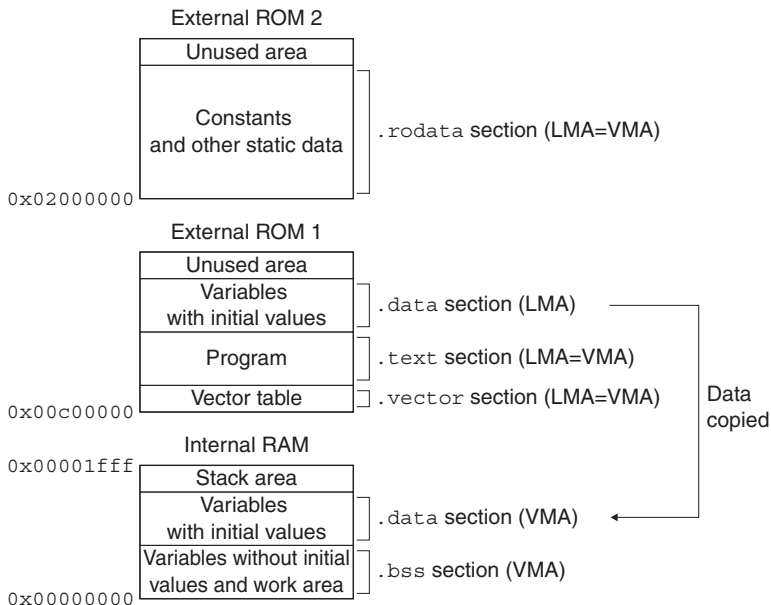 External ROM 2
Unused area
Constants
and other static data
.rodata section (LMA=VMA)
0x02000000
External ROM 1
Unused area
Variables
with initial values
.data section (LMA)
Program
.text section (LMA=VMA)
Vector table
.vector section (LMA=VMA)
0x00c00000
Data
copied
Internal RAM
0x00001fff
Stack area
Variables
with initial values
.data section (VMA)
Variables without initial
values and work area
.bss section (VMA)
0x00000000